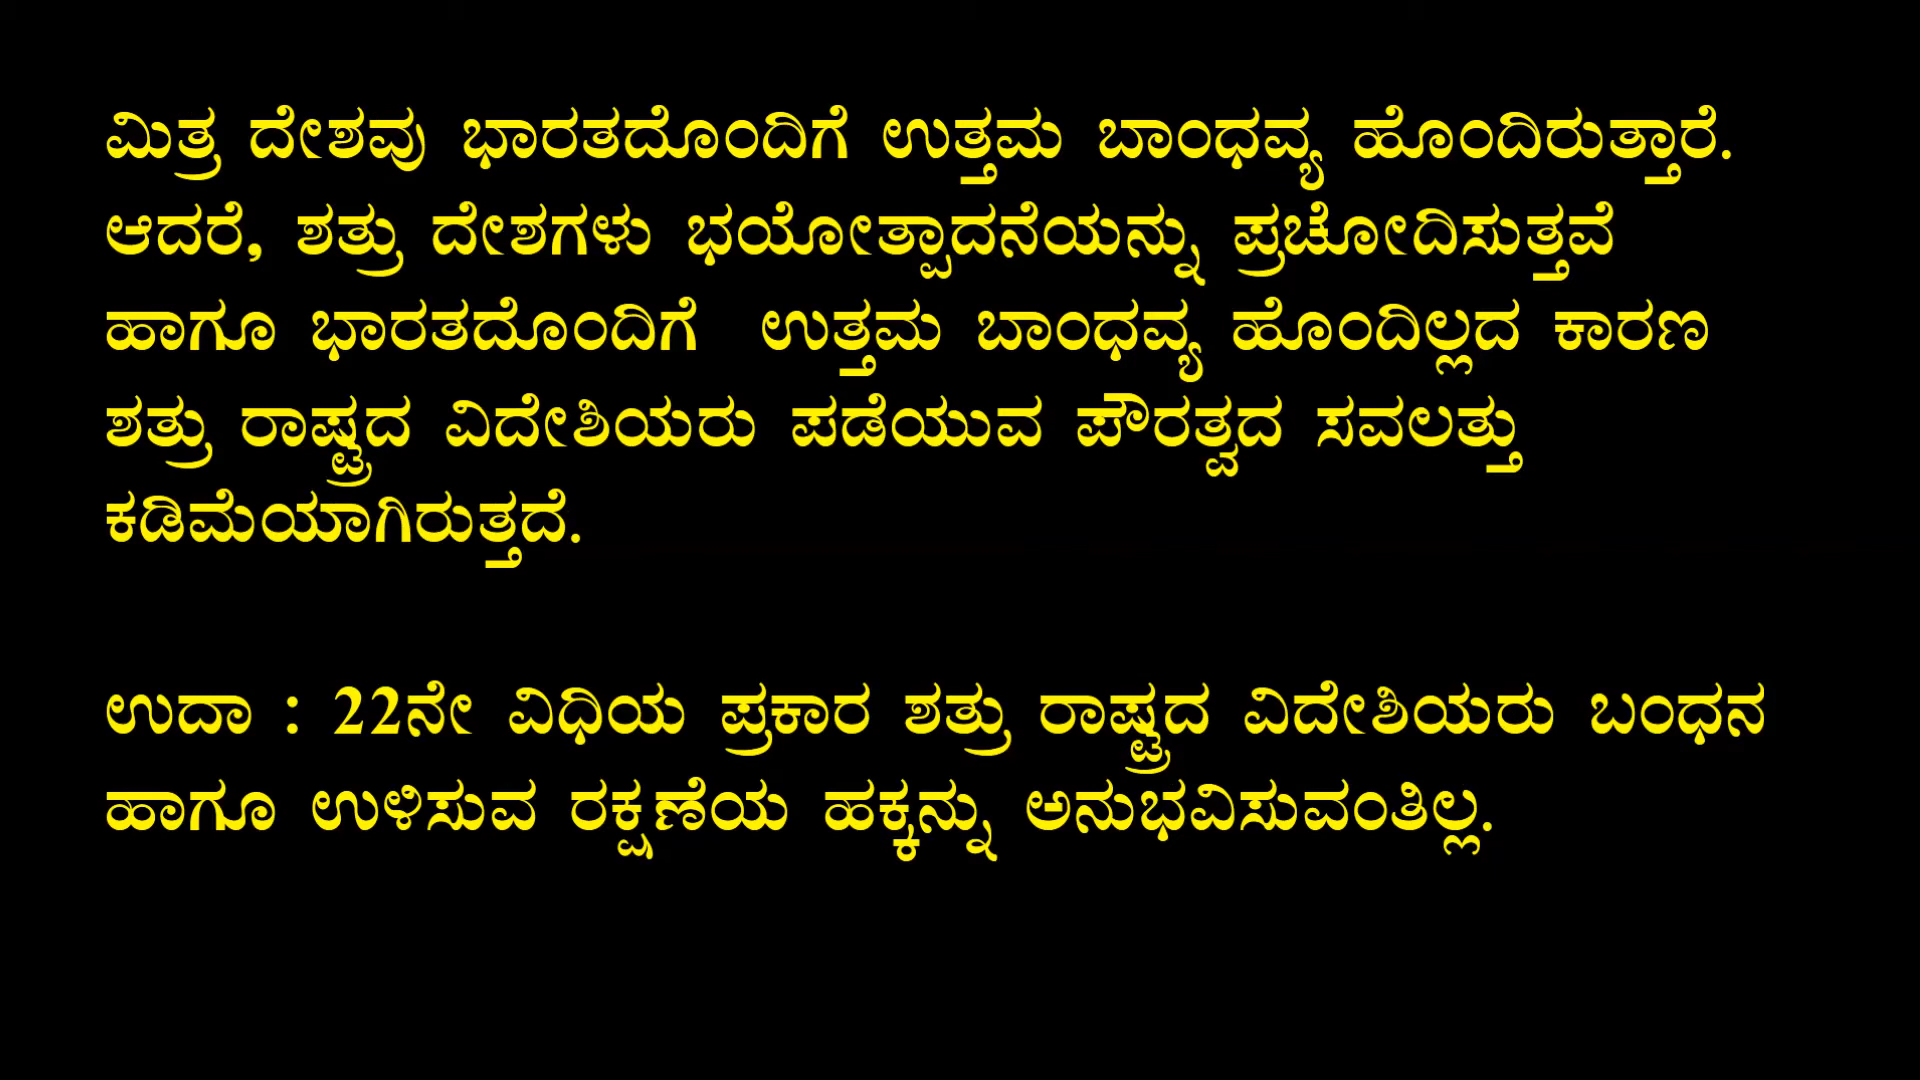 ಮಿತ್ರ ದೇಶವು ಭಾರತದೊಂದಿಗೆ ಉತ್ತಮ ಬಾಂಧವ್ಯ ಹೊಂದಿರುತ್ತಾರೆ.
ಆದರೆ, ಶತ್ರು ದೇಶಗಳು ಭಯೋತ್ಪಾದನೆಯನ್ನು ಪ್ರಚೋದಿಸುತ್ತವೆ
ಹಾಗೂ ಭಾರತದೊಂದಿಗೆ ಉತ್ತಮ ಬಾಂಧವ್ಯ ಹೊಂದಿಲ್ಲದ ಕಾರಣ
ಶತ್ರು ರಾಷ್ಟ್ರದ ವಿದೇಶಿಯರು ಪಡೆಯುವ ಪೌರತ್ವದ ಸವಲತ್ತು
ಕಡಿಮೆಯಾಗಿರುತ್ತದೆ.
ಉದಾ : 22ನೇ ವಿಧಿಯ ಪ್ರಕಾರ ಶತ್ರು ರಾಷ್ಟ್ರದ ವಿದೇಶಿಯರು ಬಂಧನ
ಹಾಗೂ ಉಳಿಸುವ ರಕ್ಷಣೆಯ ಹಕ್ಕನ್ನು ಅನುಭವಿಸುವಂತಿಲ್ಲ.